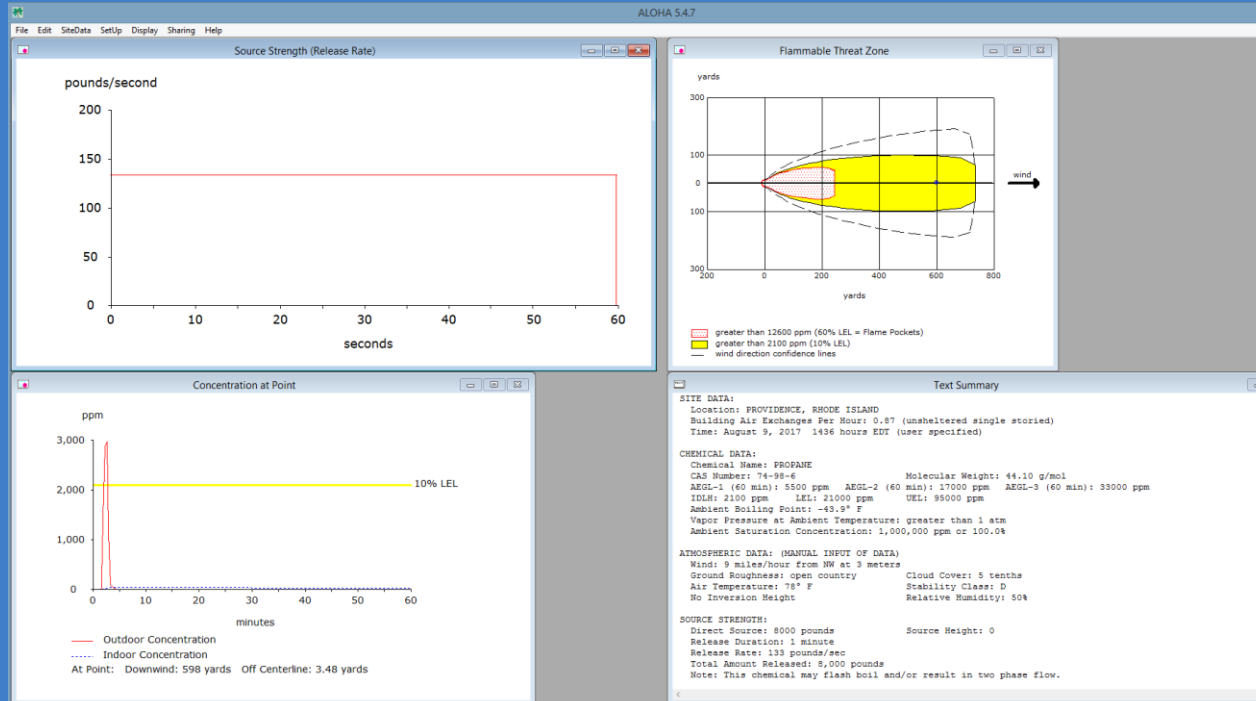 ALOHA 5.4.7
File Edit SiteData SetUp Display Sharing Help
Source Strength (Release Rate)
pounds/second
200
150
100
50
0
0 10 20 30 40 50 60
seconds
Flammable Threat Zone
yards
300
100
0
100
300
200 0 200 400 600 800
yards
wind
greater than 12600 ppm (60% LEL = Flame Pockets)
greater than 2100 ppm (10% LEL)
wind direction confidence lines
Concentration at Point
ppm
3,000
2,000
1,000
0
10% LEL
0 10 20 30 40 50 60
minutes
Outdoor Concentration
Indoor Concentration
At Point: Downwind: 598 yards Off Centerline: 3.48 yards
Text Summary
SITE DATA:
Location: PROVIDENCE, RHODE ISLAND
Building Air Exchanges Per Hour: 0.87 (unsheltered single storied)
Time: August 9, 2017 1436 hours EDT (user specified)
CHEMICAL DATA:
Chemical Name: PROPANE
CAS Number: 74-98-6 Molecular Weight: 44.10 g/mol
AEGL-1 (60 min): 5500 ppm AEGL-2 (60 min): 17000 ppm AEGL-3 (60 min): 33000 ppm
IDLH: 2100 ppm LEL: 21000 ppm UEL: 95000 ppm
Ambient Boiling Point: -43.9° F
Vapor Pressure at Ambient Temperature: greater than 1 atm
Ambient Saturation Concentration: 1,000,000 ppm or 100.0%
ATMOSPHERIC DATA: (MANUAL INPUT OF DATA)
Wind: 9 miles/hour from NW at 3 meters
Ground Roughness: open country Cloud Cover: 5 tenths
Air Temperature: 78° F Stability Class: D
No Inversion Height Relative Humidity: 50%
SOURCE STRENGTH:
Direct Source: 8000 pounds Source Height: 0
Release Duration: 1 minute
Release Rate: 133 pounds/sec
Total Amount Released: 8,000 pounds
Note: This chemical may flash boil and/or result in two phase flow.